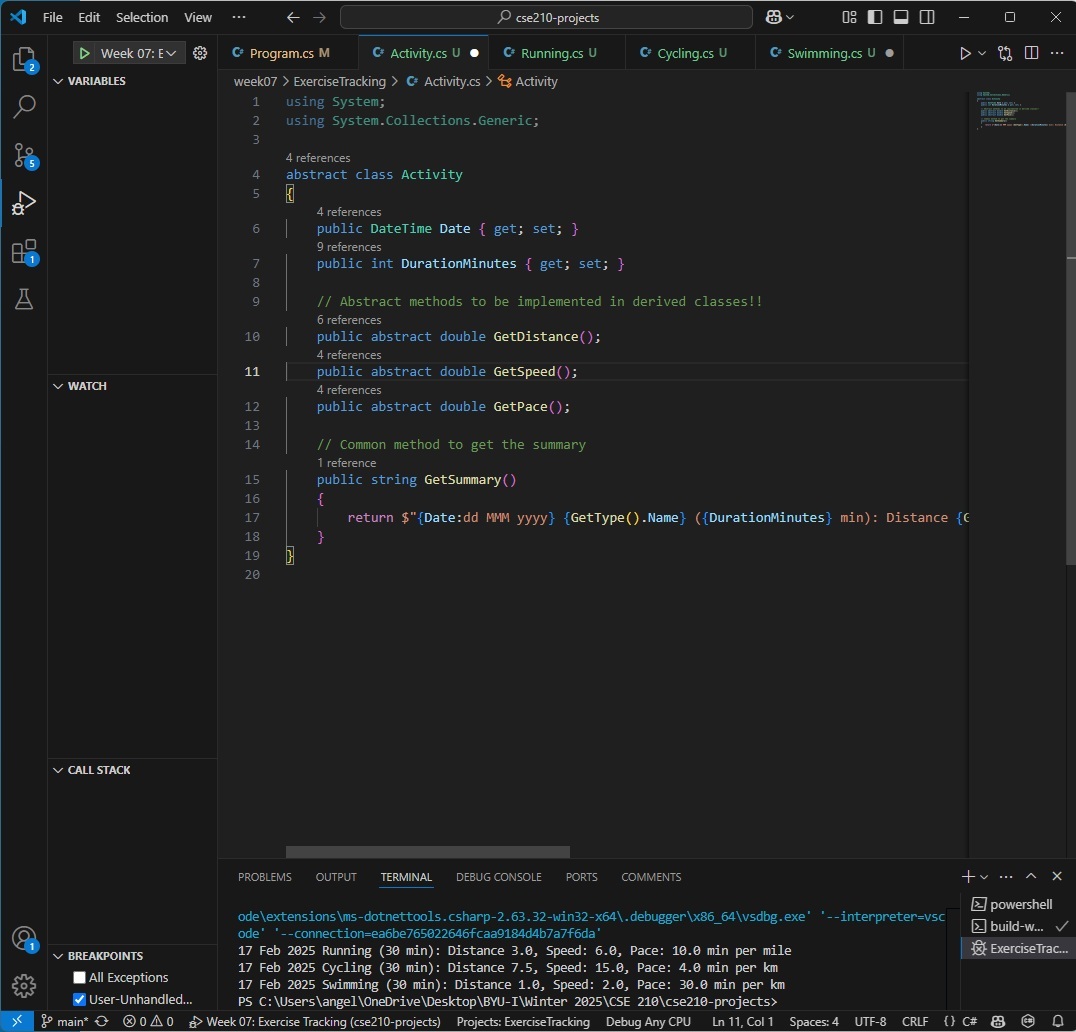 File Edit Selection View ··· cse210-projects
Week 07: E
Program.cs M Activity.cs U Running.cs U Cycling.cs U Swimming.cs U
VARIABLES
week07 > ExerciseTracking > Activity.cs > Activity
1 using System;
2 using System.Collections.Generic;
3
4 references
4 abstract class Activity
5 {
4 references
6 public DateTime Date { get; set; }
9 references
7 public int DurationMinutes { get; set; }
8
9 // Abstract methods to be implemented in derived classes!!
6 references
10 public abstract double GetDistance();
4 references
11 public abstract double GetSpeed();
4 references
12 public abstract double GetPace();
13
14 // Common method to get the summary
1 reference
15 public string GetSummary()
16 {
17 return $"{Date:dd MMM yyyy} {GetType().Name} ({DurationMinutes} min): Distance {G
18 }
19 }
20
WATCH
CALL STACK
BREAKPOINTS
All Exceptions
User-Unhandled...
2
5
1
1
PROBLEMS OUTPUT TERMINAL DEBUG CONSOLE PORTS COMMENTS
ode\extensions\ms-dotnettools.csharp-2.63.32-win32-x64\.debugger\x86_64\vsdbg.exe' '--interpreter=vsc
ode' '--connection=ea6be765022646fcaa9184d4b7a7f6da'
17 Feb 2025 Running (30 min): Distance 3.0, Speed: 6.0, Pace: 10.0 min per mile
17 Feb 2025 Cycling (30 min): Distance 7.5, Speed: 15.0, Pace: 4.0 min per km
17 Feb 2025 Swimming (30 min): Distance 1.0, Speed: 2.0, Pace: 30.0 min per km
PS C:\Users\angel\OneDrive\Desktop\BYU-I\Winter 2025\CSE 210\cse210-projects>
powershell
build-w...
ExerciseTrac...
main* 0 0 Week 07: Exercise Tracking (cse210-projects) Projects: ExerciseTracking Debug Any CPU Ln 11, Col 1 Spaces: 4 UTF-8 CRLF {} C#